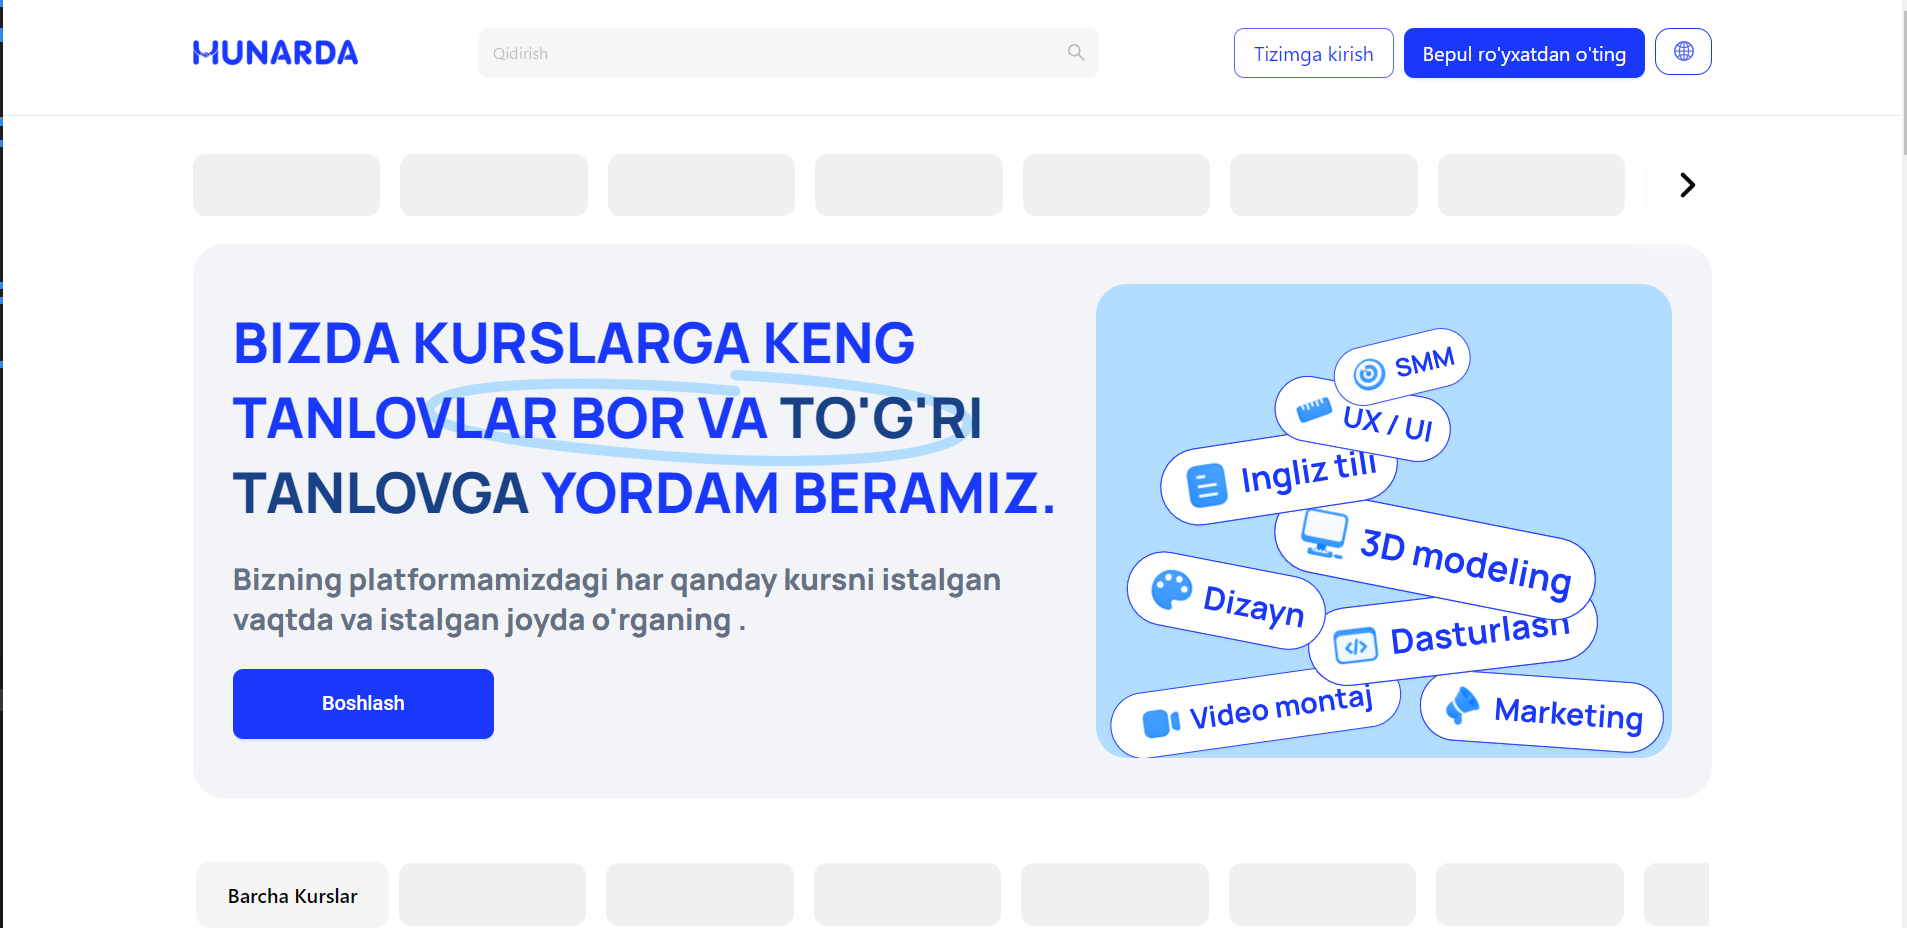 HUNARDA
Qidirish
Tizimga kirish
Bepul ro'yxatdan o'ting
BIZDA KURSLARGA KENG
TANLOVLAR BOR VA TO'G'RI
TANLOVGA YORDAM BERAMIZ.
Bizning platformamizdagi har qanday kursni istalgan
vaqtda va istalgan joyda o'rganing .
Boshlash
SMM
UX / UI
Ingliz tili
3D modeling
Dizayn
Dasturlash
Video montaj
Marketing
Barcha Kurslar